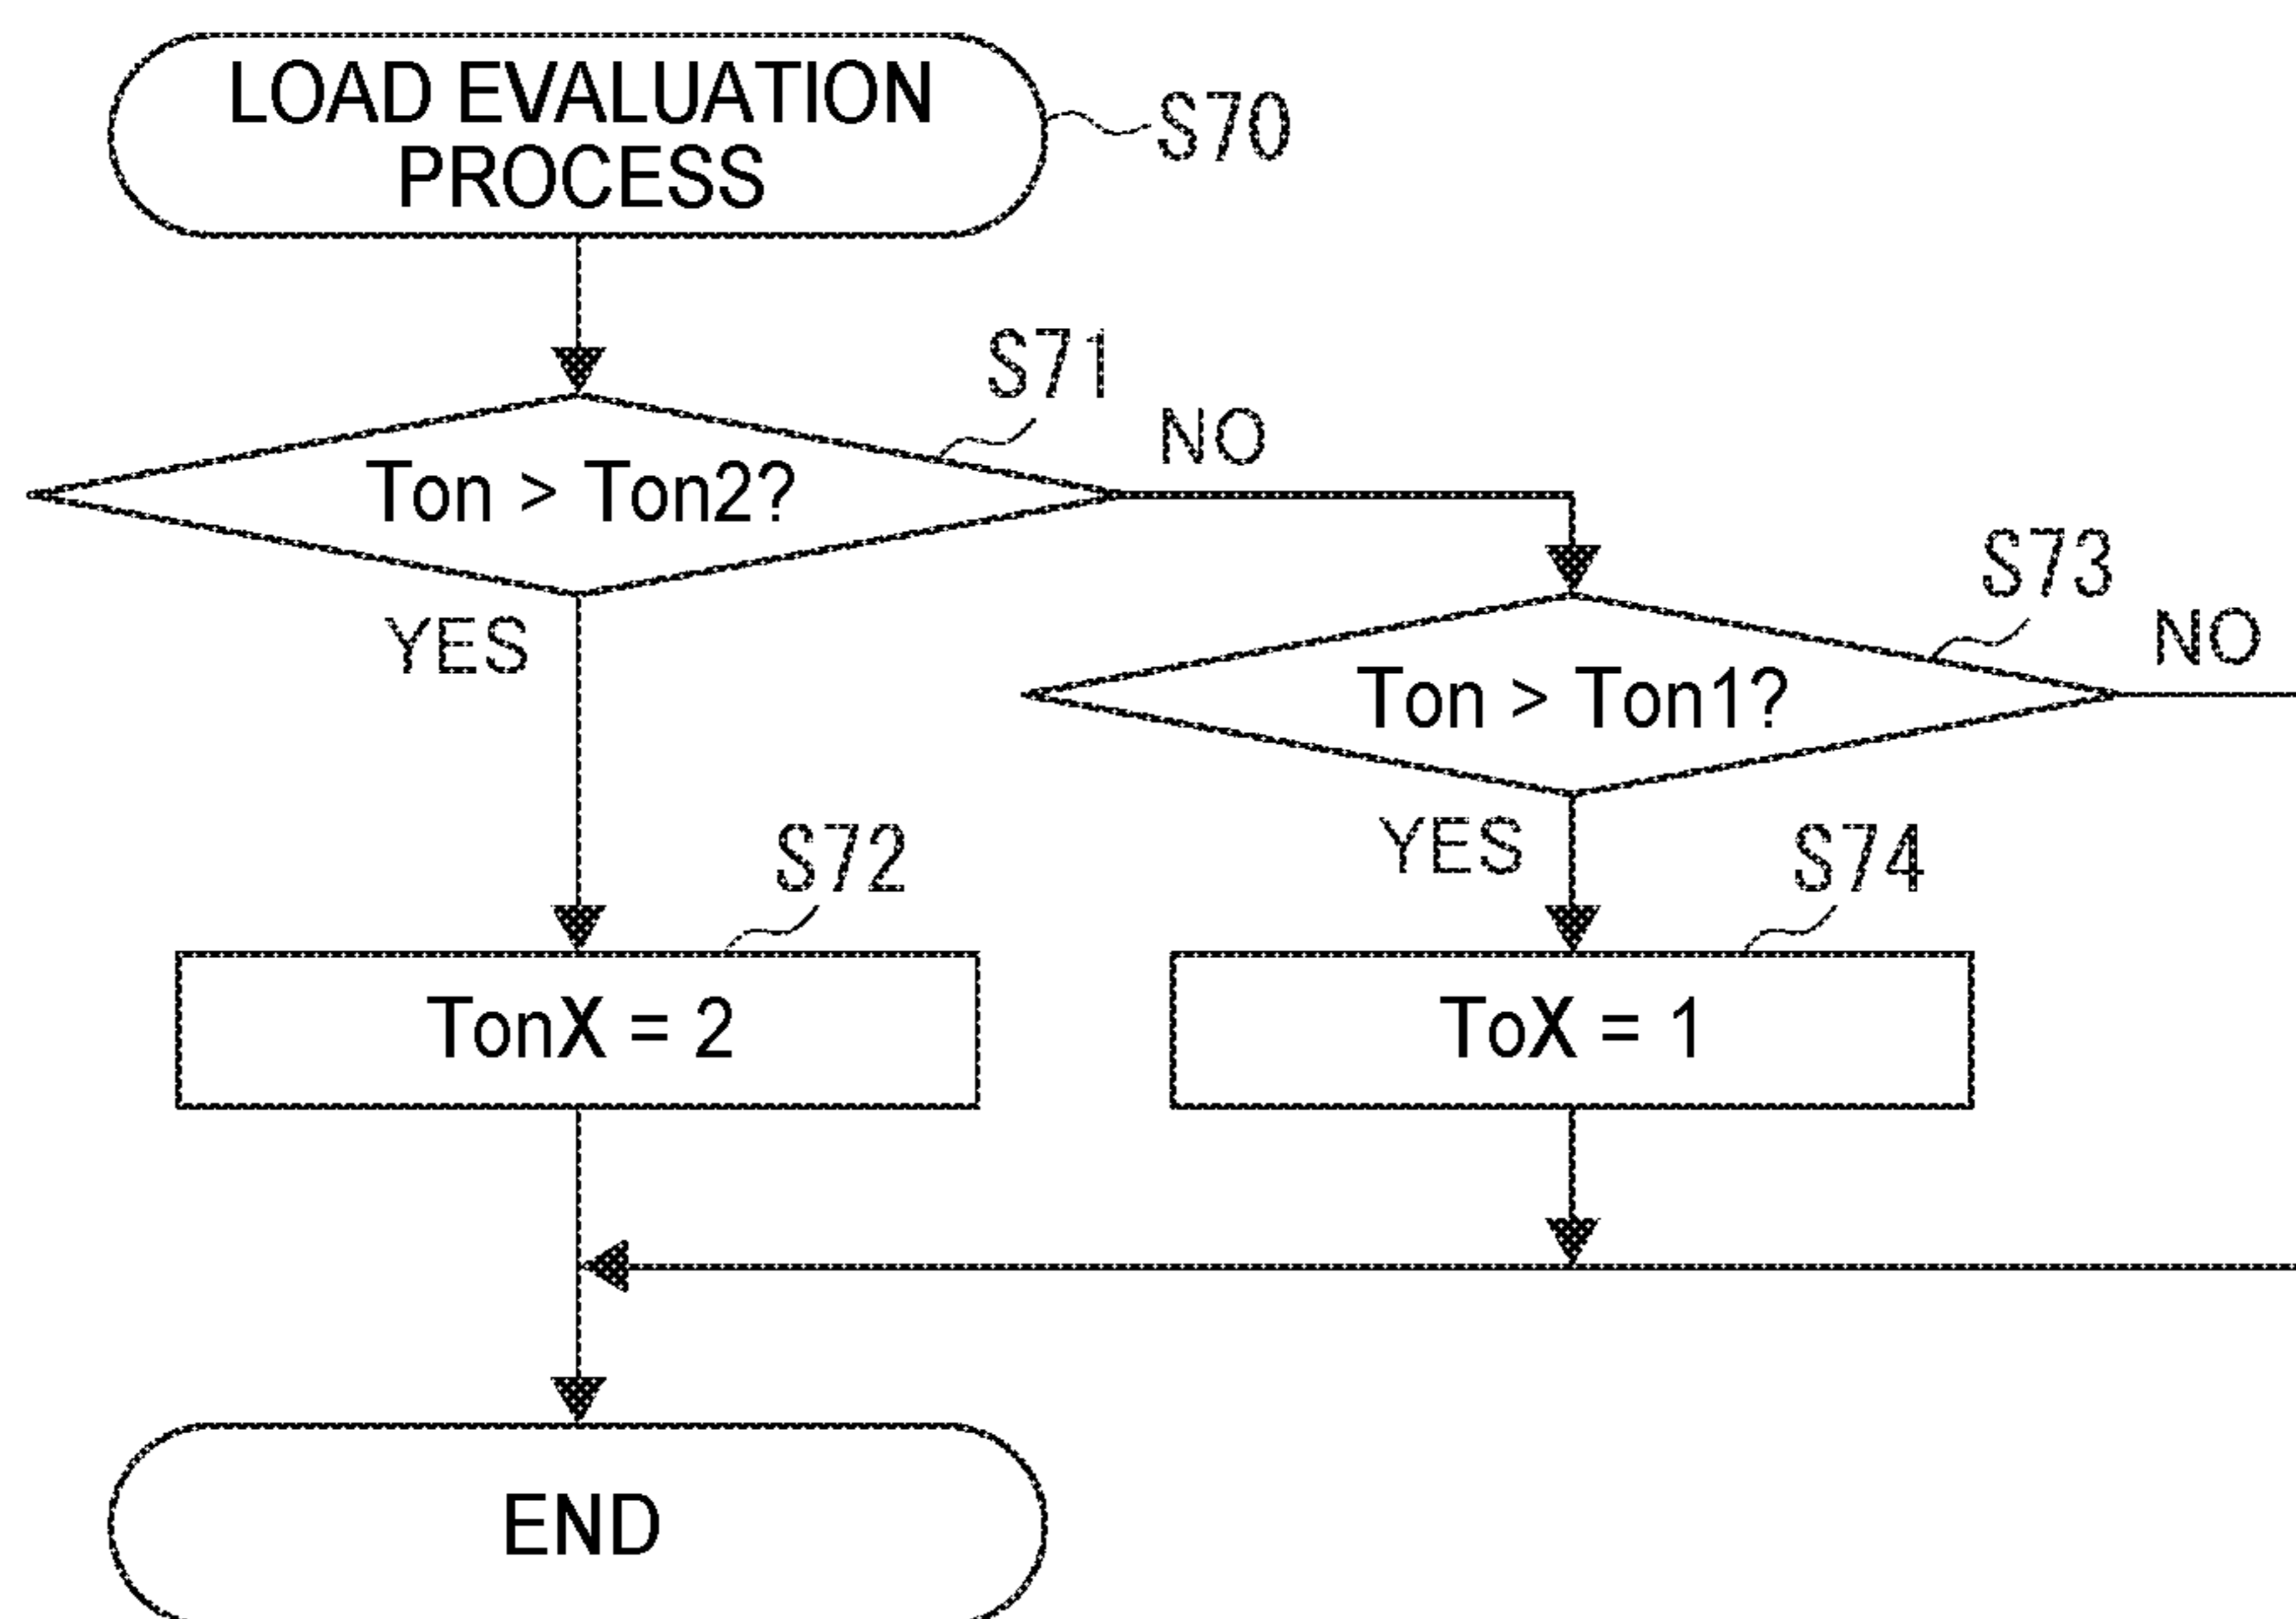 LOAD EVALUATION
PROCESS
S70
S71
NO
Ton > Ton2?
S73
NO
YES
Ton > Ton1?
YES
S72
S74
TonX = 2
ToX = 1
END